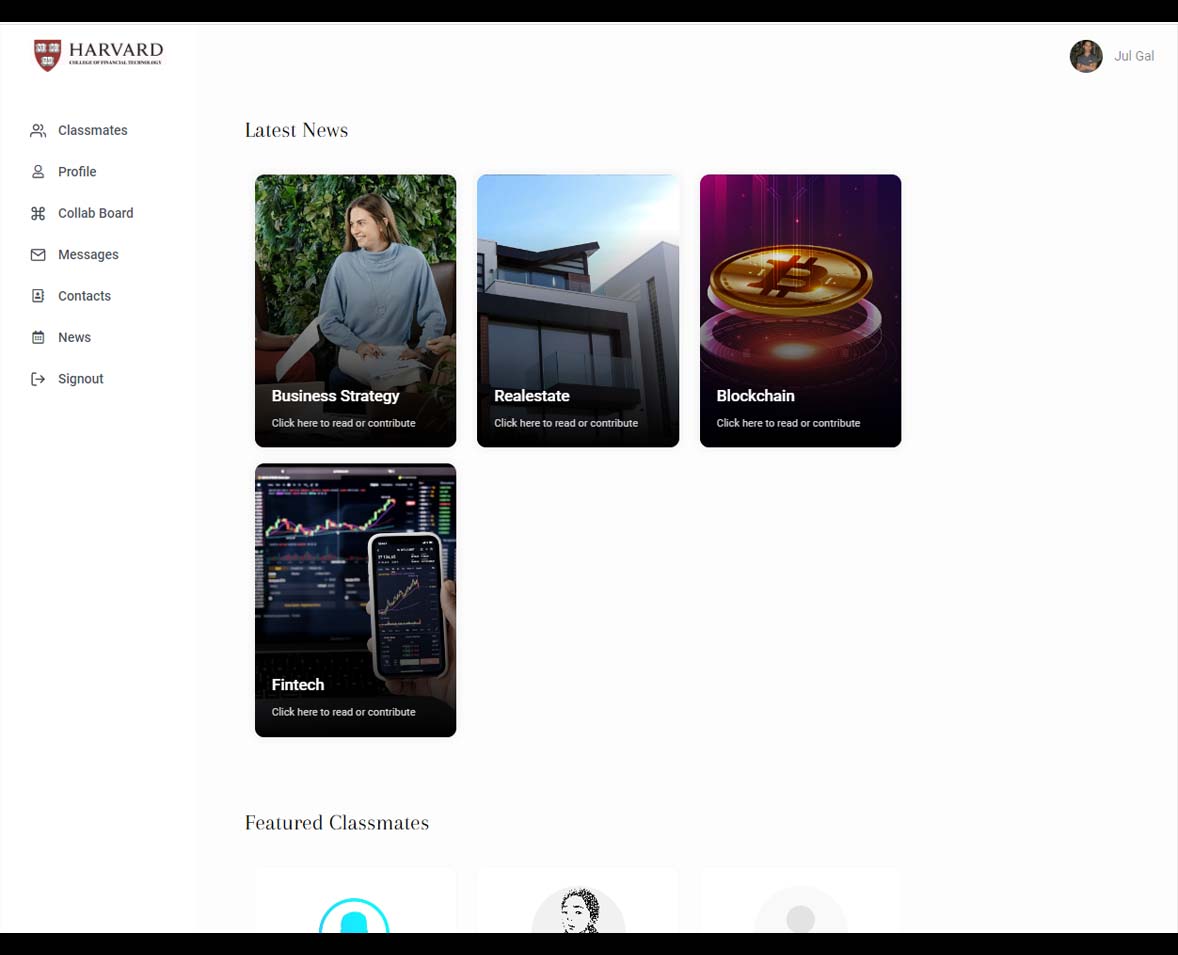 HARVARD
COLLEGE OF FINANCIAL TECHNOLOGY
Jul Gal
Classmates
Profile
Collab Board
Messages
Contacts
News
Signout
Latest News
Business Strategy
Click here to read or contribute
Realestate
Click here to read or contribute
Blockchain
Click here to read or contribute
Fintech
Click here to read or contribute
Featured Classmates